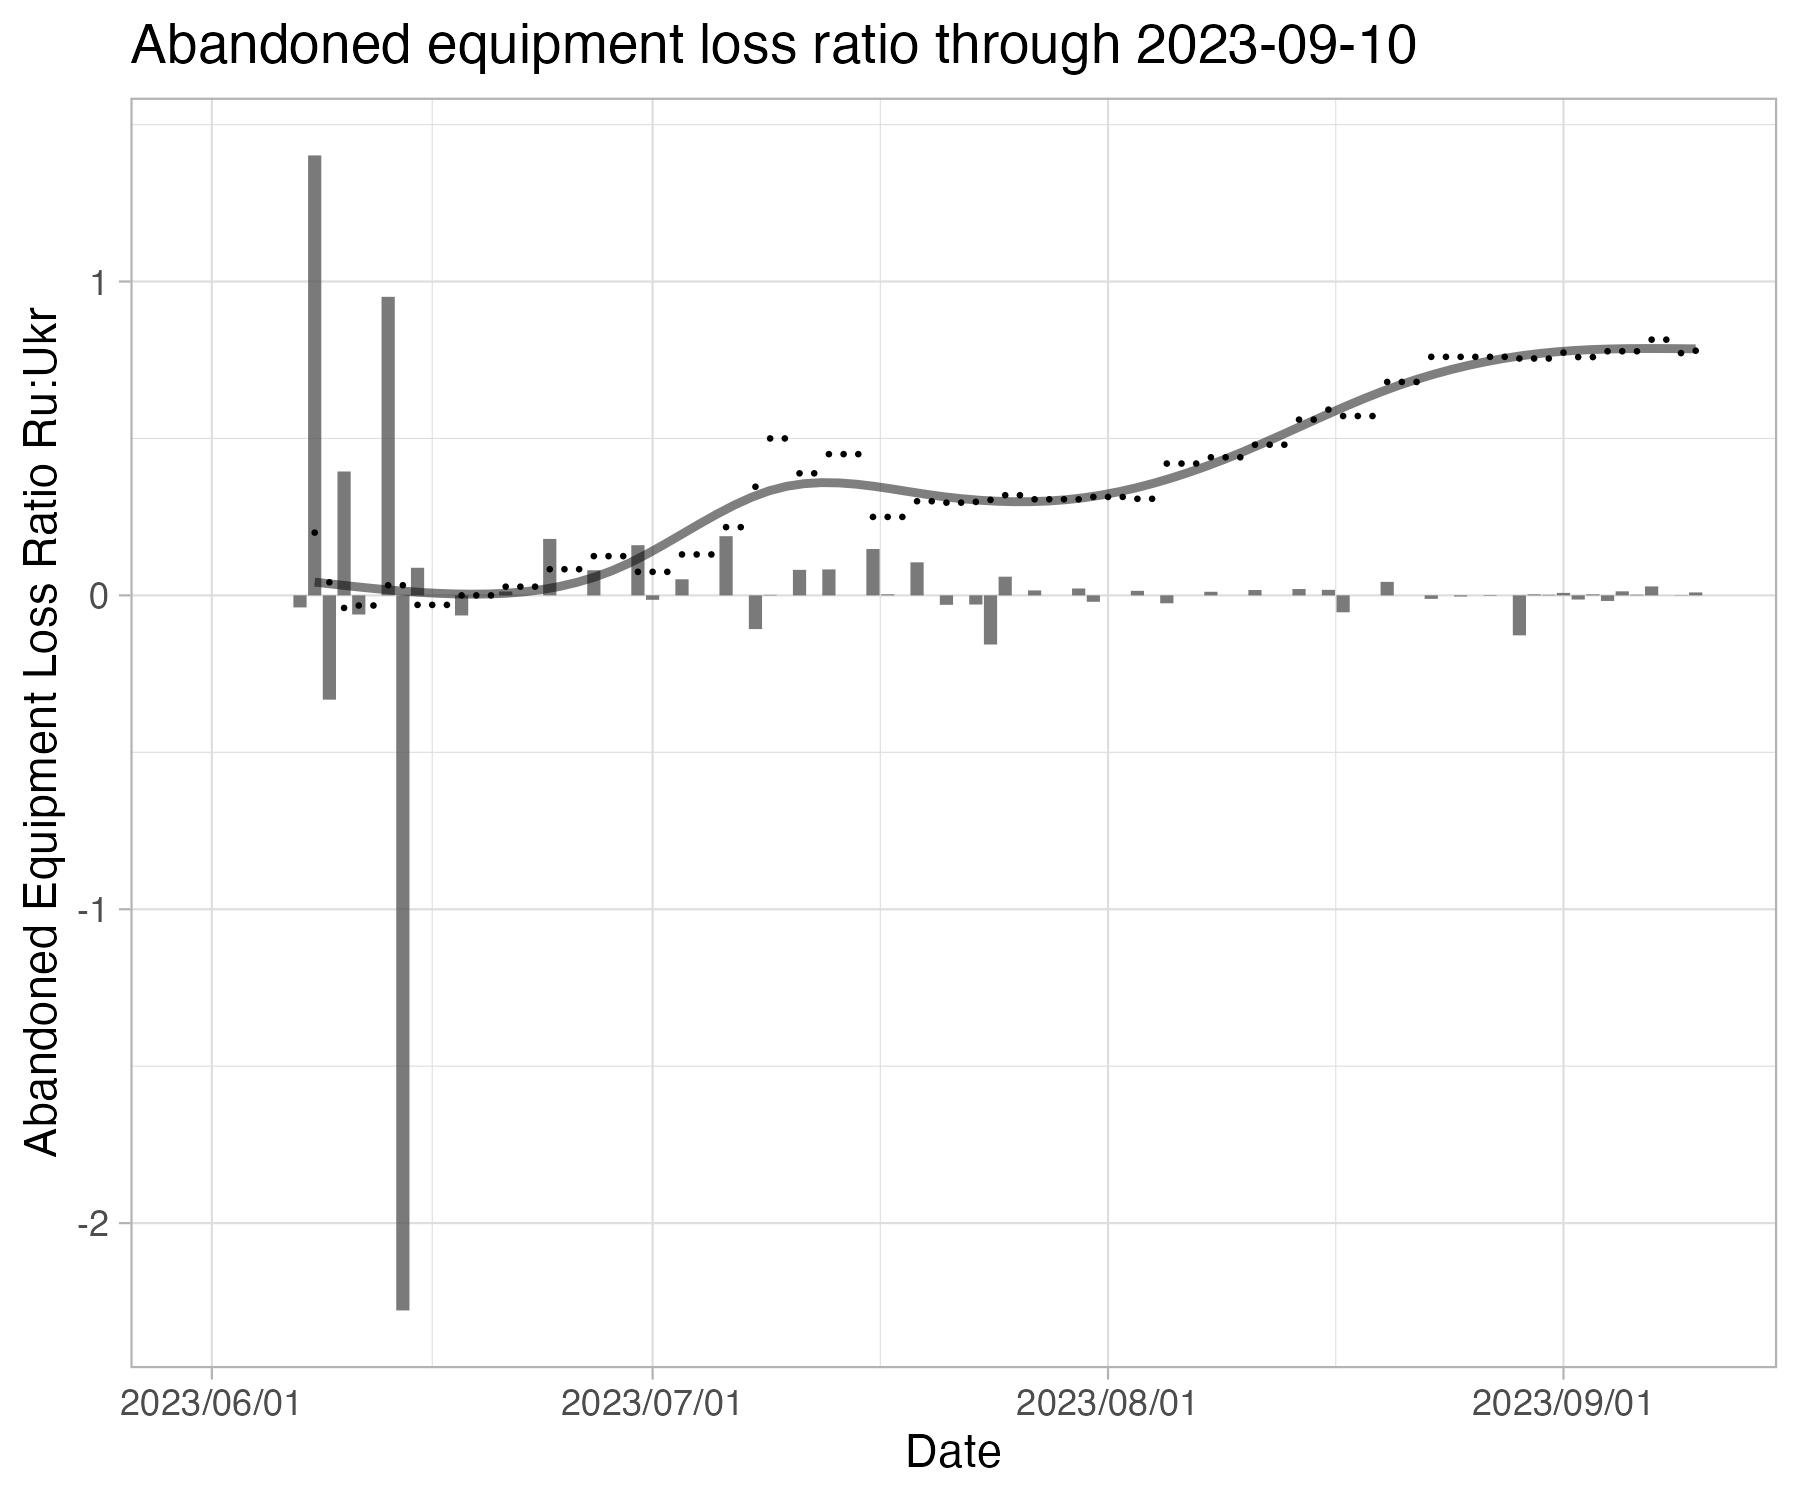 Abandoned equipment loss ratio through 2023-09-10
Abandoned Equipment Loss Ratio Ru:Ukr
1
0
-1
-2
2023/06/01
2023/07/01
2023/08/01
2023/09/01
Date